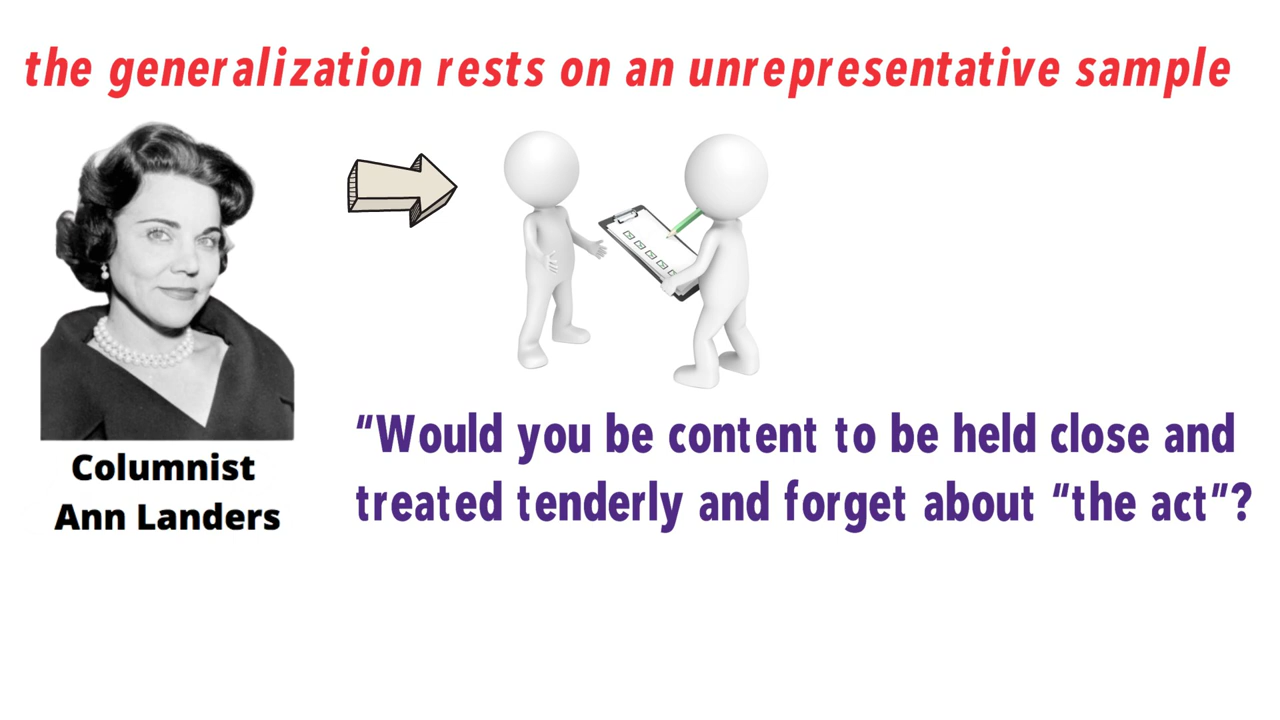 the generalization rests on an unrepresentative sample
Columnist
Ann Landers
“Would you be content to be held close and
treated tenderly and forget about “the act”?